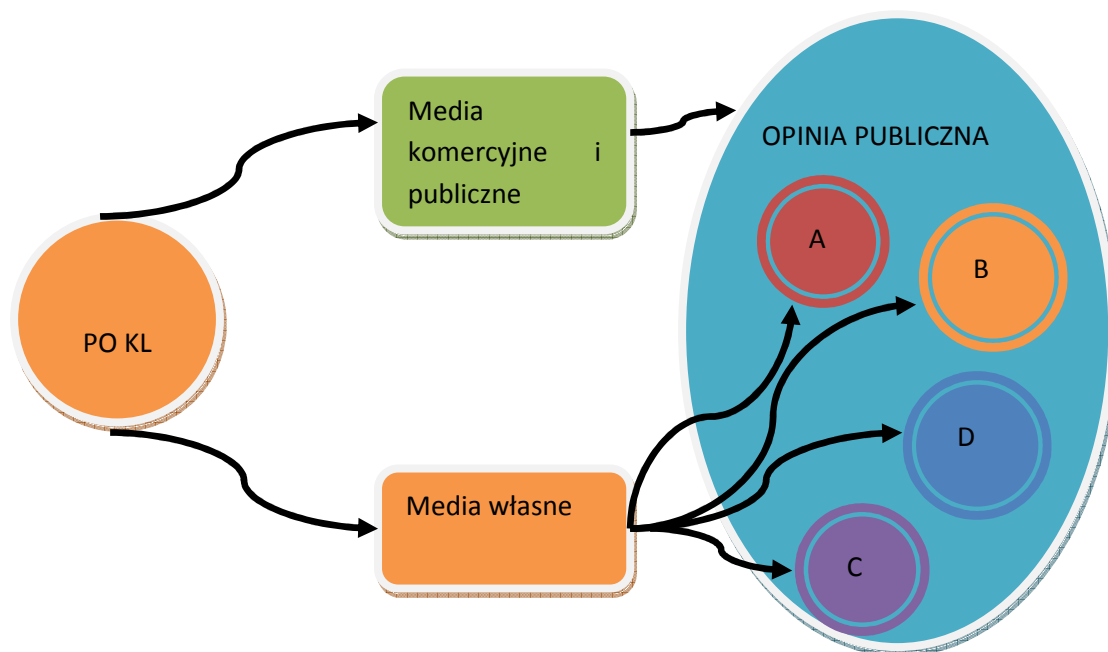 Media
komercyjne i
publiczne
OPINIA PUBLICZNA
A
B
PO KL
D
Media własne
C